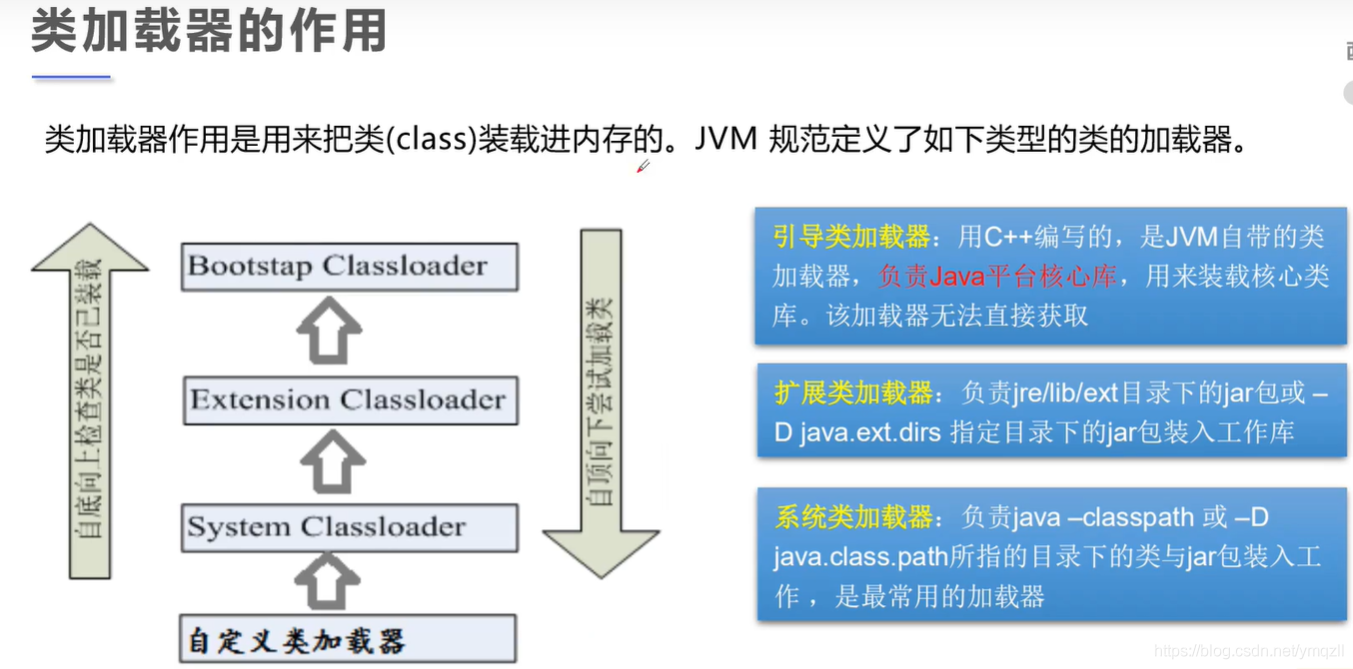 类加载器的作用
类加载器作用是用来把类(class)装载进内存的。JVM 规范定义了如下类型的类的加载器。
自底向上检查类是否已装载
Bootstap Classloader
Extension Classloader
System Classloader
自定义类加载器
自顶向下尝试加载类
引导类加载器：用C++编写的，是JVM自带的类
加载器，负责Java平台核心库，用来装载核心类
库。该加载器无法直接获取
扩展类加载器：负责jre/lib/ext目录下的jar包或 –
D java.ext.dirs 指定目录下的jar包装入工作库
系统类加载器：负责java –classpath 或 –D
java.class.path所指的目录下的类与jar包装入工
作 ，是最常用的加载器
https://blog.csdn.net/ymqzll